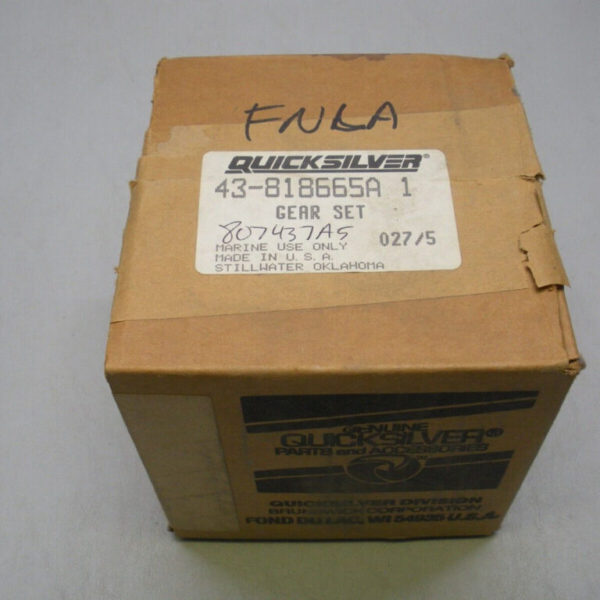 FNLA
QUICKSILVER®
43-818665A 1
GEAR SET
807437A5 027/5
MARINE USE ONLY
MADE IN U.S.A.
STILLWATER OKLAHOMA
GENUINE
QUICKSILVER®
PARTS and ACCESSORIES
QUICKSILVER DIVISION
BRUNSWICK CORPORATION
FOND DU LAC, WI 54935 U.S.A.